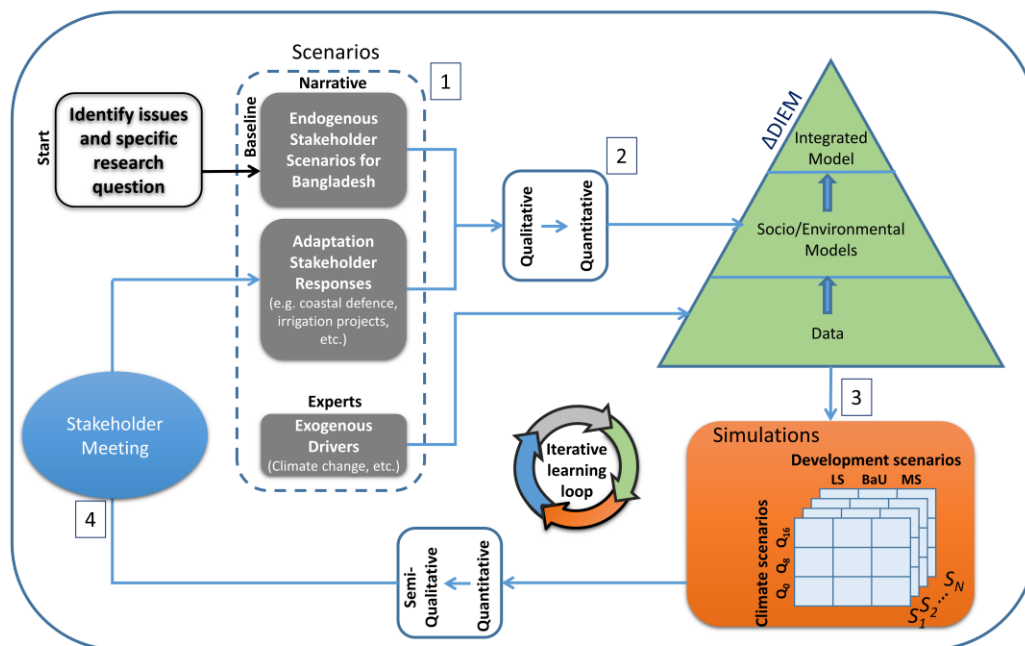 Scenarios
1
Start
Identify issues
and specific
research
question
Baseline
Narrative
Endogenous
Stakeholder
Scenarios for
Bangladesh
Adaptation
Stakeholder
Responses
(e.g. coastal defence,
irrigation projects,
etc.)
Experts
Exogenous
Drivers
(Climate change, etc.)
2
Qualitative
Quantitative
ΔDIEM
Integrated
Model
Socio/Environmental
Models
Data
3
Simulations
Development scenarios
LS BaU MS
Climate scenarios
Q0 Q8 Q16
S1 S2 ... SN
Iterative
learning
loop
Semi-
Qualitative
Quantitative
4
Stakeholder
Meeting